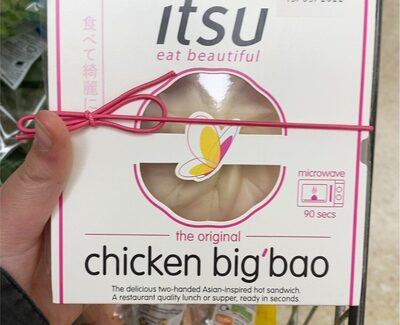 itsu
eat beautiful
食べて綺麗に
microwave
90 secs
the original
chicken big'bao
The delicious two-handed Asian-inspired hot sandwich.
A restaurant quality lunch or supper, ready in seconds.